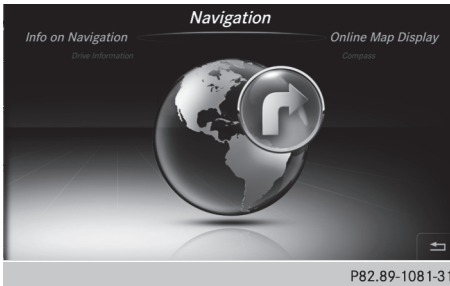 Navigation
Info on Navigation Online Map Display
Drive Information Compass
P82.89-1081-31